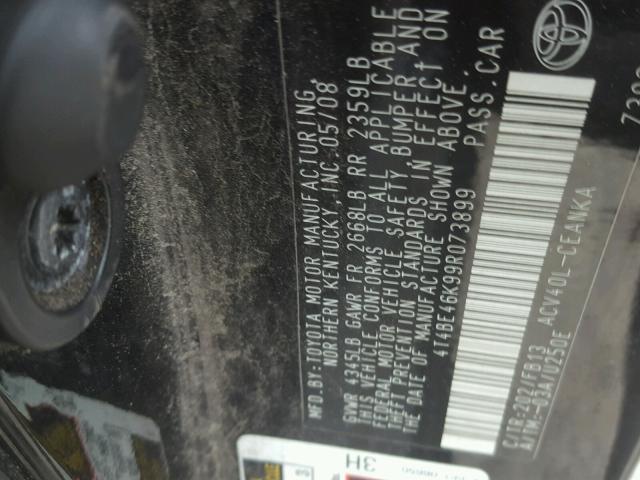 MFD. BY: TOYOTA MOTOR MANUFACTURING,
NORTHERN KENTUCKY, INC. 05/08
GVWR 4345LB GAWR FR 2668LB RR 2359LB
THIS VEHICLE CONFORMS TO ALL APPLICABLE
FEDERAL MOTOR VEHICLE SAFETY BUMPER AND
THEFT PREVENTION STANDARDS IN EFFECT ON
THE DATE OF MANUFACTURE SHOWN ABOVE.
4T4BE46K99R073899 PASS. CAR
C/TR:202/FB13 ACV40L-CEANKA
A/TM:-03A/U250E
3H